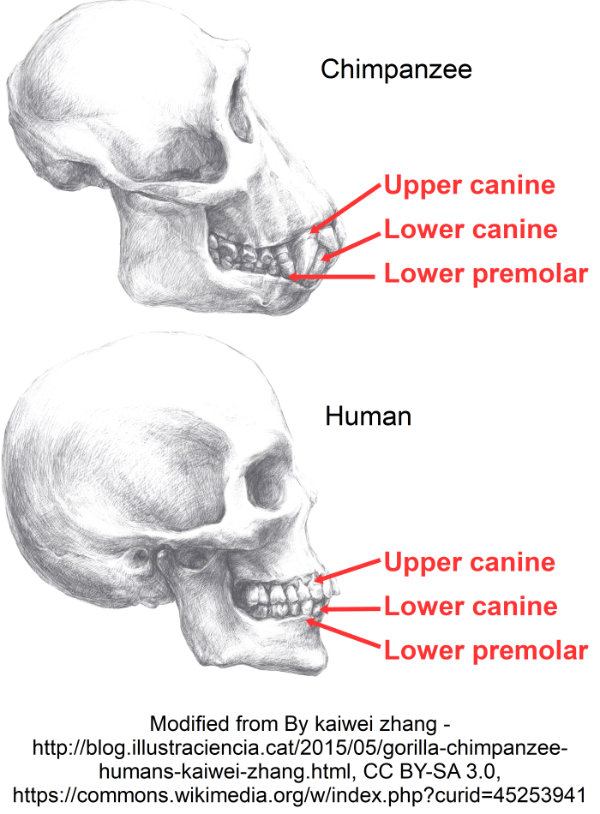 Chimpanzee
Upper canine
Lower canine
Lower premolar
Human
Upper canine
Lower canine
Lower premolar
Modified from By kaiwei zhang -
http://blog.illustraciencia.cat/2015/05/gorilla-chimpanzee-
humans-kaiwei-zhang.html, CC BY-SA 3.0,
https://commons.wikimedia.org/w/index.php?curid=45253941